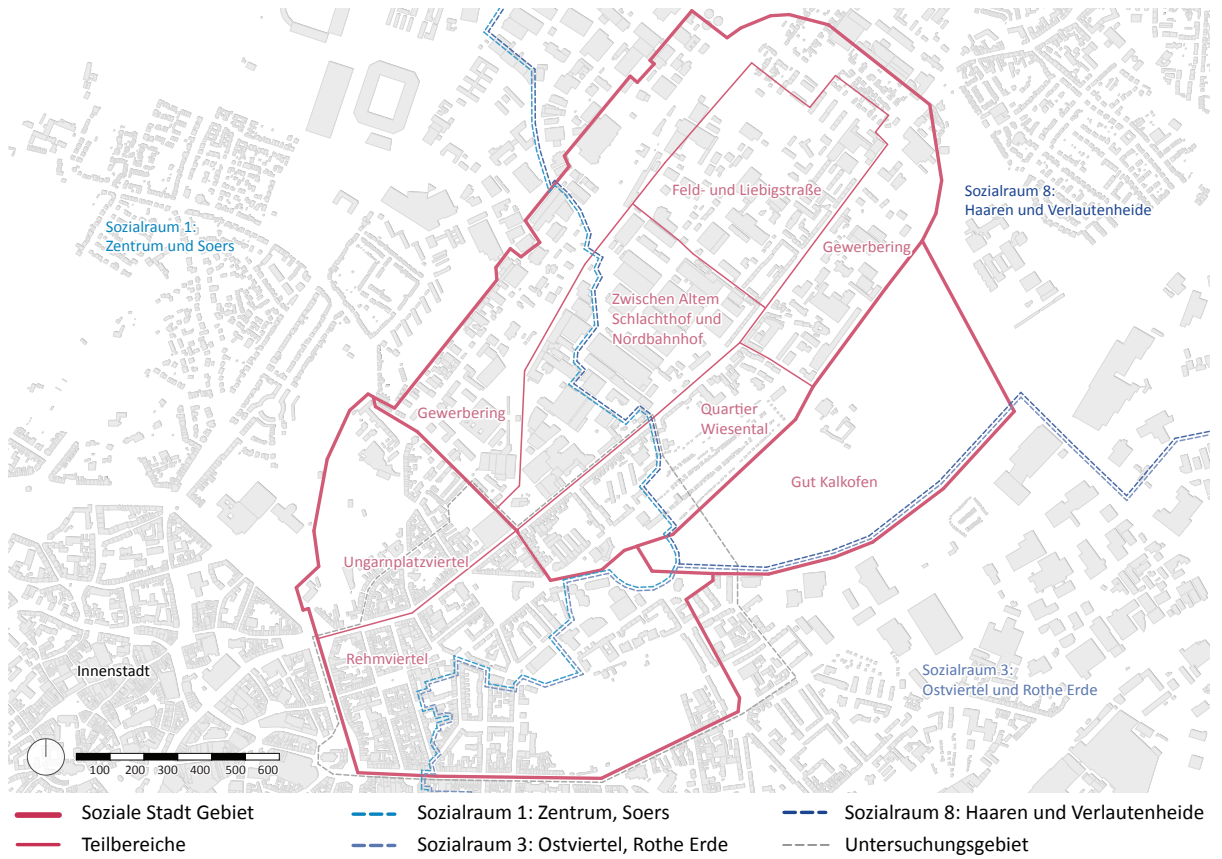 Feld- und Liebigstraße
Sozialraum 8:
Haaren und Verlautenheide
Sozialraum 1:
Zentrum und Soers
Gewerbering
Zwischen Altem
Schlachthof und
Nordbahnhof
Gewerbering
Quartier
Wiesental
Gut Kalkofen
Ungarnplatzviertel
Rehmviertel
Innenstadt
Sozialraum 3:
Ostviertel und Rothe Erde
100 200 300 400 500 600
Soziale Stadt Gebiet
Sozialraum 1: Zentrum, Soers
Sozialraum 8: Haaren und Verlautenheide
Teilbereiche
Sozialraum 3: Ostviertel, Rothe Erde
Untersuchungsgebiet